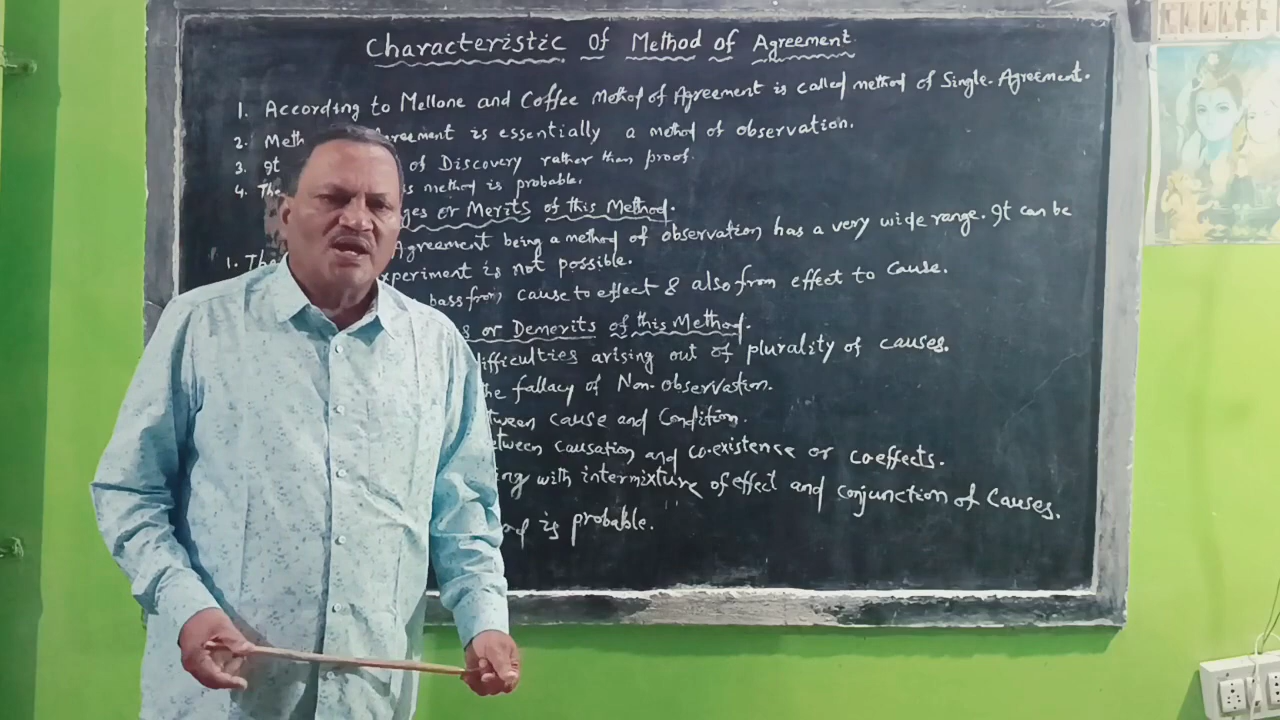 Characteristic of Method of Agreement
1. According to Mellone and Coffee Method of Agreement is called method of Single-Agreement.
2. Meth reement is essentially a method of observation.
3. It of Discovery rather than proof.
4. The s method is probable.
ges or Merits of this Method.
1. The Agreement being a method of observation has a very wide range. It can be
xperiment is not possible.
bass from cause to effect & also from effect to cause.
s or Demerits of this Method.
difficulties arising out of plurality of causes.
he fallacy of Non-observation.
tween cause and Condition.
etween causation and co-existence or coeffects.
ng with intermixture of effect and conjunction of Causes.
od is probable.